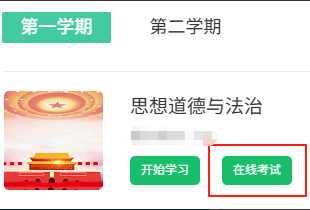 第一学期 第二学期
思想道德与法治
开始学习 在线考试